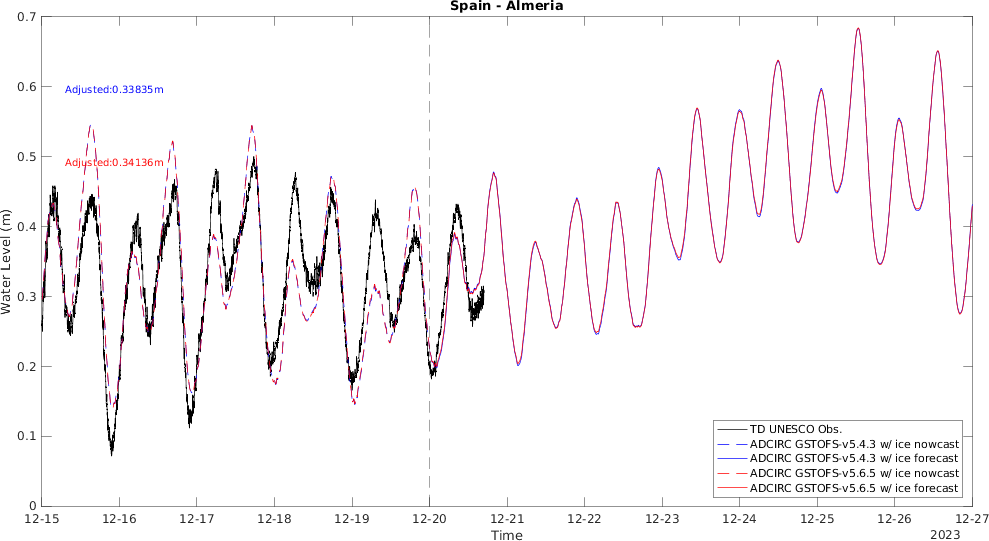 Spain - Almeria
0.7
0.6
0.5
0.4
0.3
0.2
0.1
0
Water Level (m)
Adjusted:0.33835m
Adjusted:0.34136m
TD UNESCO Obs.
ADCIRC GSTOFS-v5.4.3 w/ ice nowcast
ADCIRC GSTOFS-v5.4.3 w/ ice forecast
ADCIRC GSTOFS-v5.6.5 w/ ice nowcast
ADCIRC GSTOFS-v5.6.5 w/ ice forecast
12-15 12-16 12-17 12-18 12-19 12-20 12-21 12-22 12-23 12-24 12-25 12-26 12-27
Time
2023